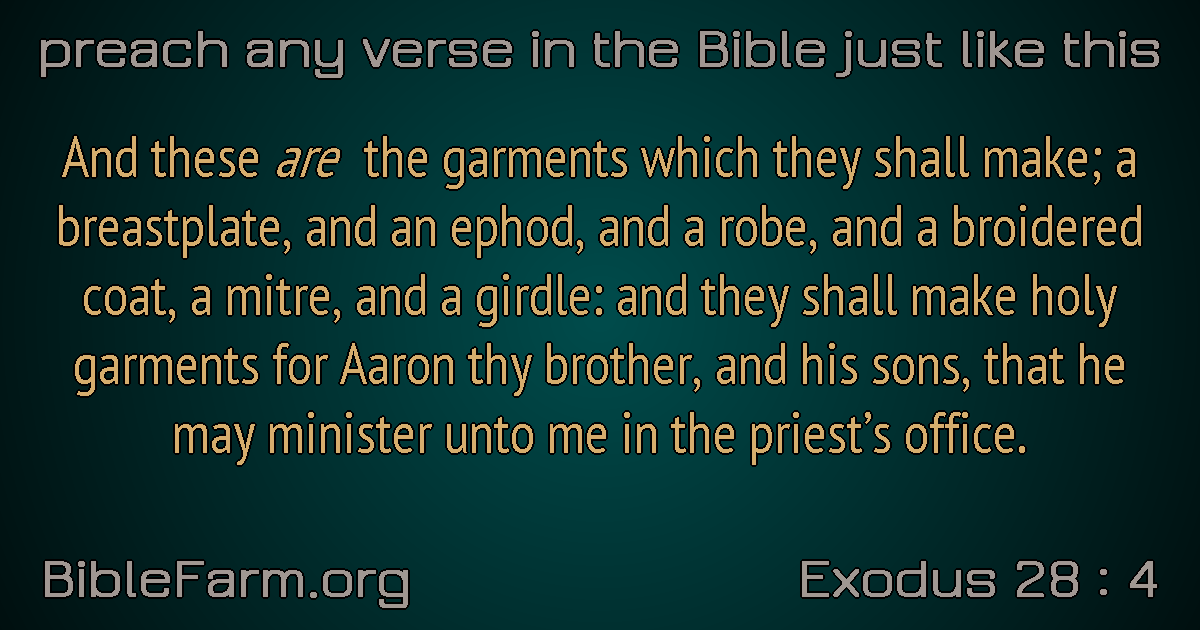 preach any verse in the Bible just like this
And these are the garments which they shall make; a
breastplate, and an ephod, and a robe, and a broidered
coat, a mitre, and a girdle: and they shall make holy
garments for Aaron thy brother, and his sons, that he
may minister unto me in the priest’s office.
BibleFarm.org
Exodus 28 : 4